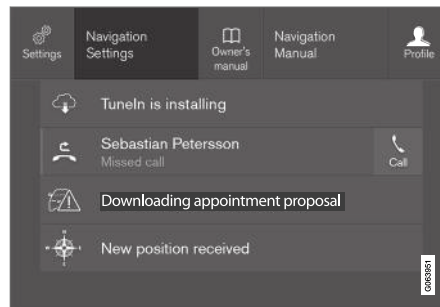 Settings
Navigation
Settings
Owner's
manual
Navigation
Manual
Profile
TuneIn is installing
Sebastian Petersson
Missed call
Call
Downloading appointment proposal
New position received
G063951